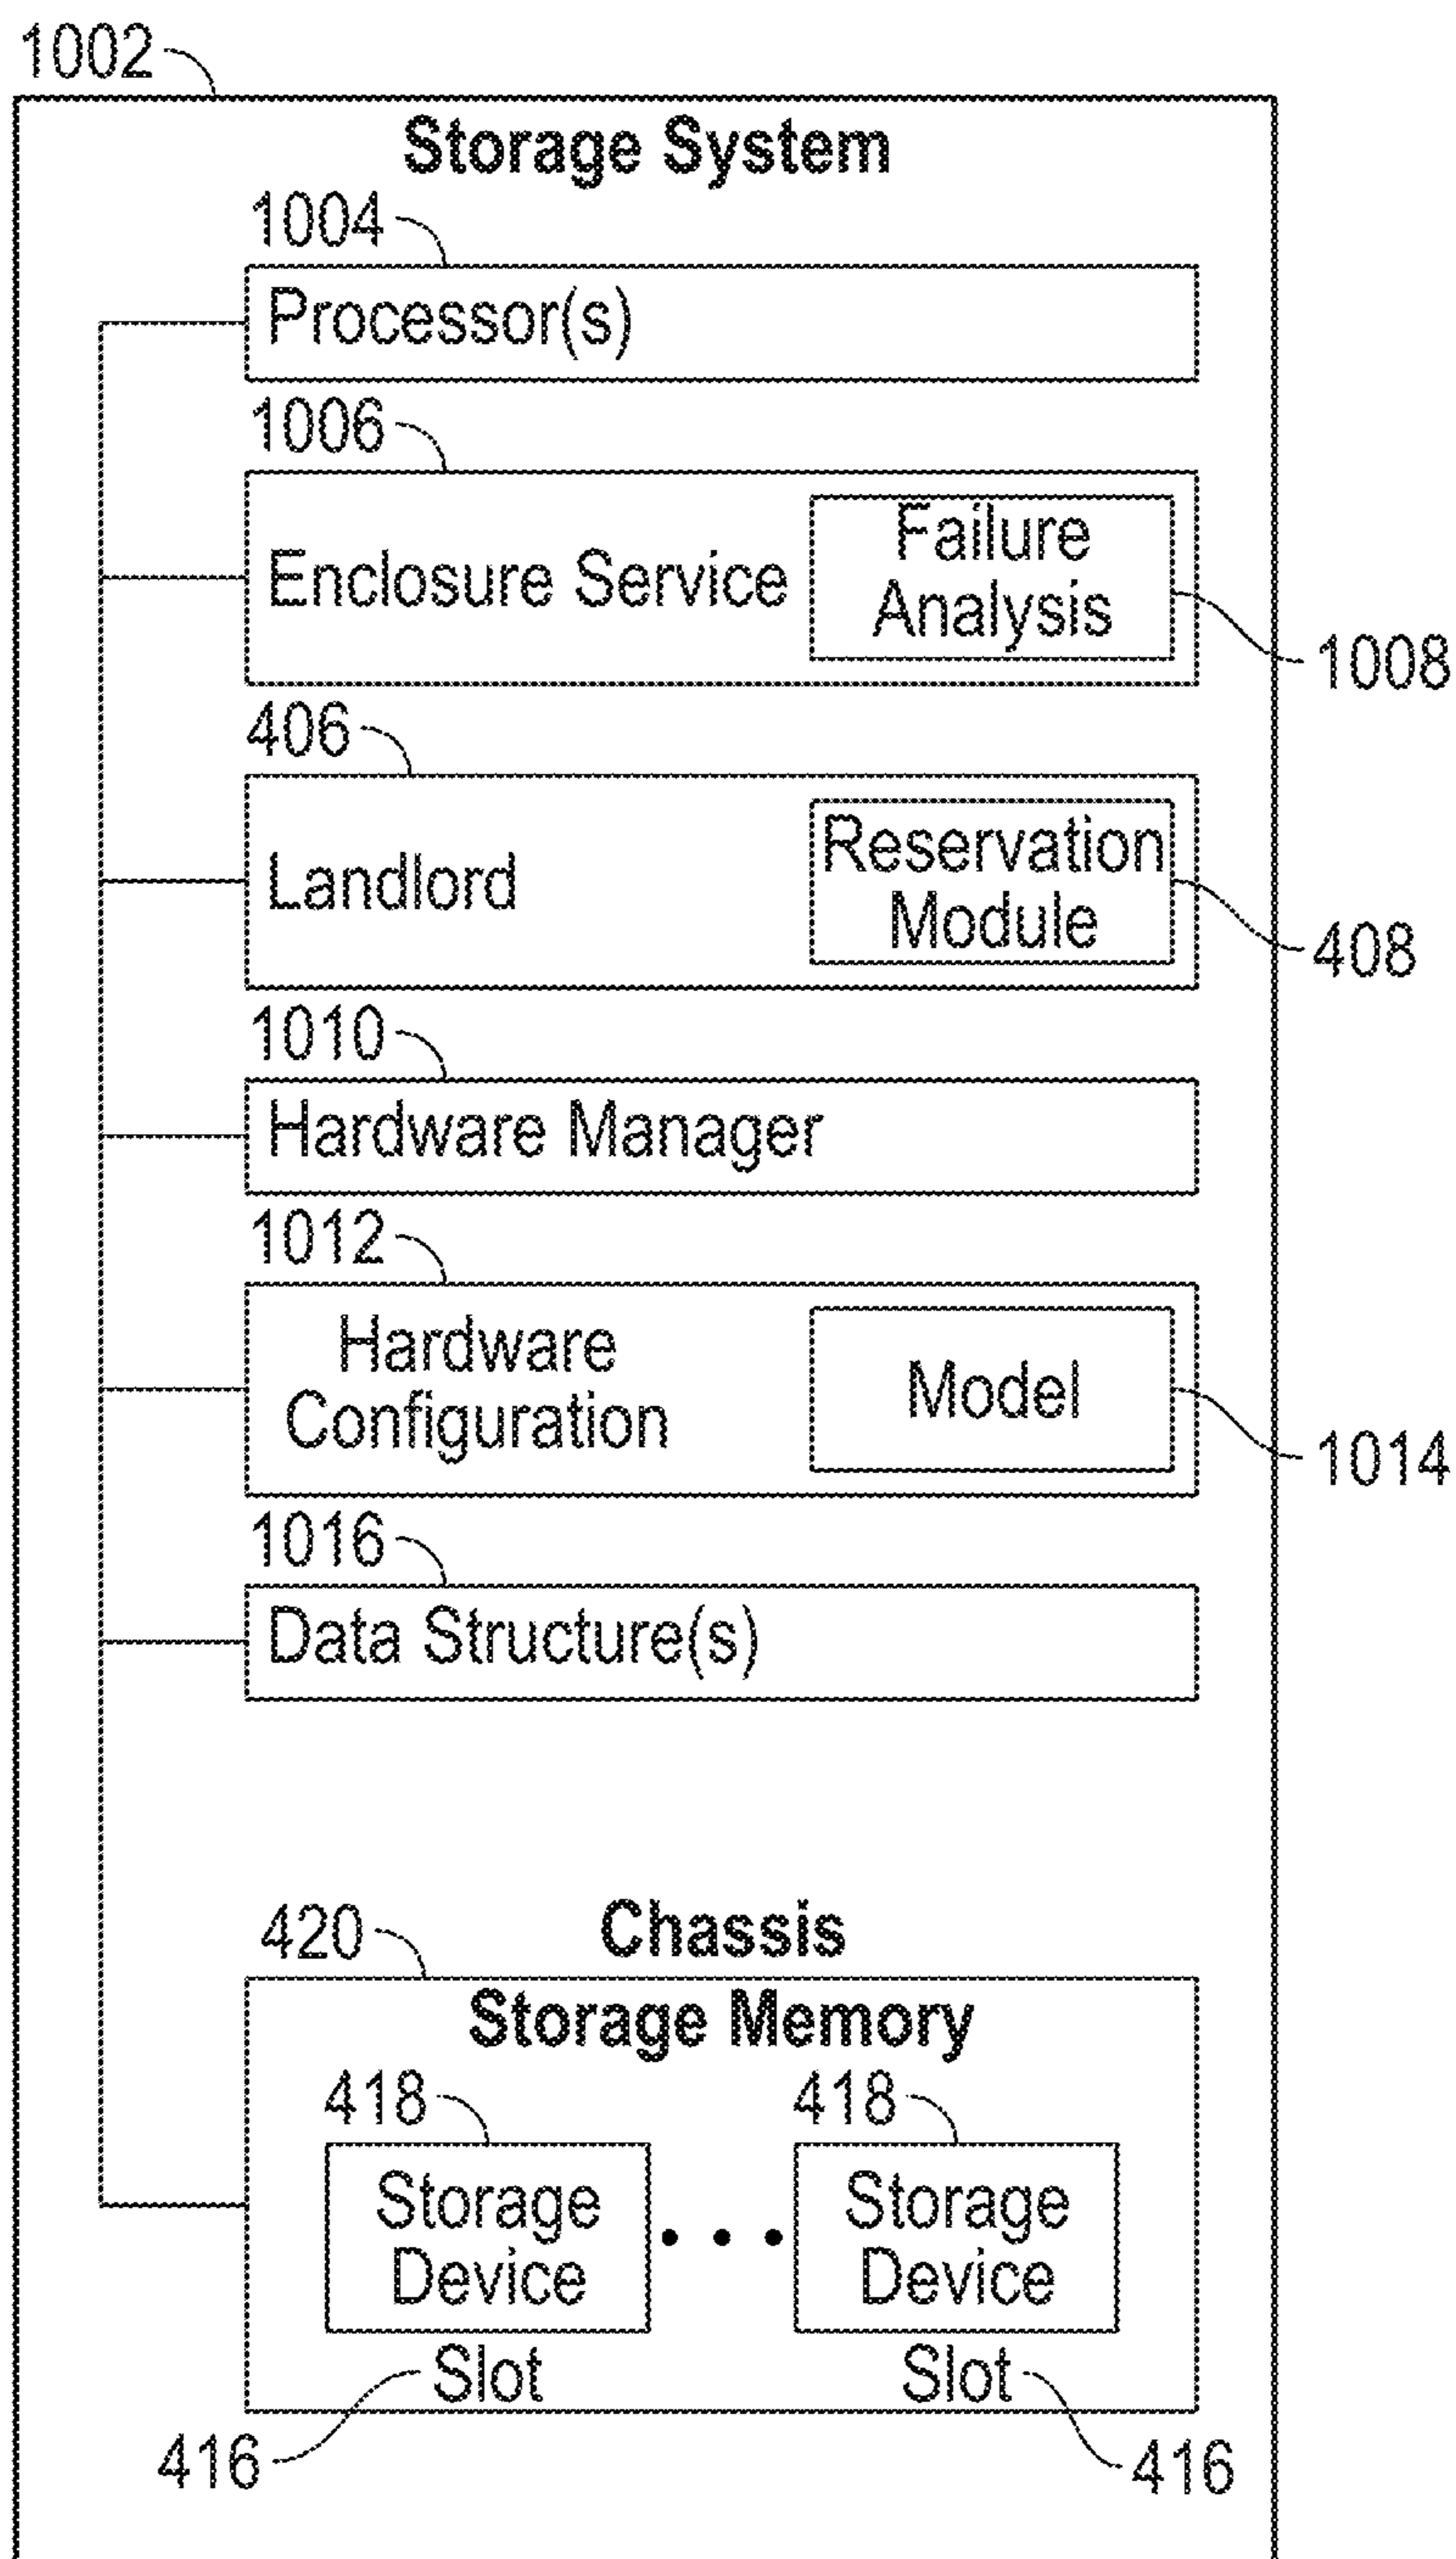 1002
Storage System
1004
Processor(s)
1006
Enclosure Service
Failure
Analysis
1008
406
Landlord
Reservation
Module
408
1010
Hardware Manager
1012
Hardware
Configuration
Model
1014
1016
Data Structure(s)
Chassis
420
Storage Memory
418
418
Storage
Device
Storage
Device
Slot
Slot
416
416